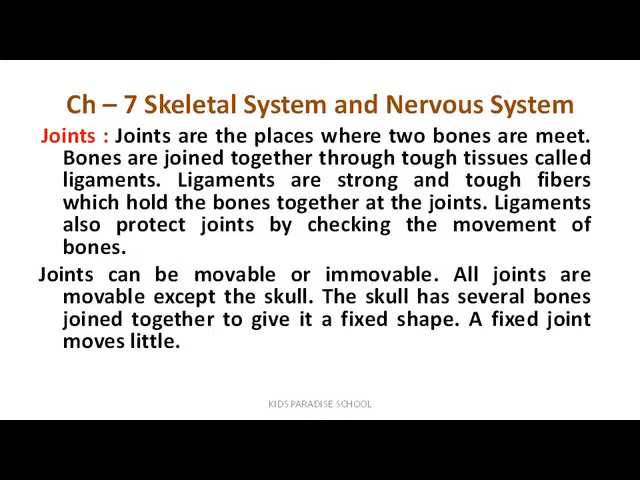 Ch – 7 Skeletal System and Nervous System
Joints : Joints are the places where two bones are meet.
Bones are joined together through tough tissues called
ligaments. Ligaments are strong and tough fibers
which hold the bones together at the joints. Ligaments
also protect joints by checking the movement of
bones.
Joints can be movable or immovable. All joints are
movable except the skull. The skull has several bones
joined together to give it a fixed shape. A fixed joint
moves little.
KIDS PARADISE SCHOOL